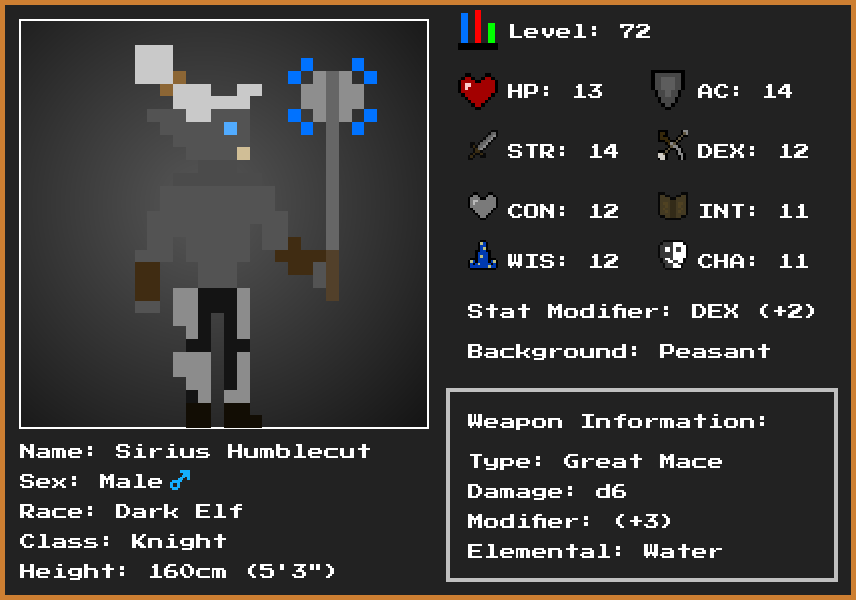 Level: 72
HP: 13
AC: 14
STR: 14
DEX: 12
CON: 12
INT: 11
WIS: 12
CHA: 11
Stat Modifier: DEX (+2)
Background: Peasant
Weapon Information:
Type: Great Mace
Damage: d6
Modifier: (+3)
Elemental: Water
Name: Sirius Humblecut
Sex: Male ♂
Race: Dark Elf
Class: Knight
Height: 160cm (5'3")